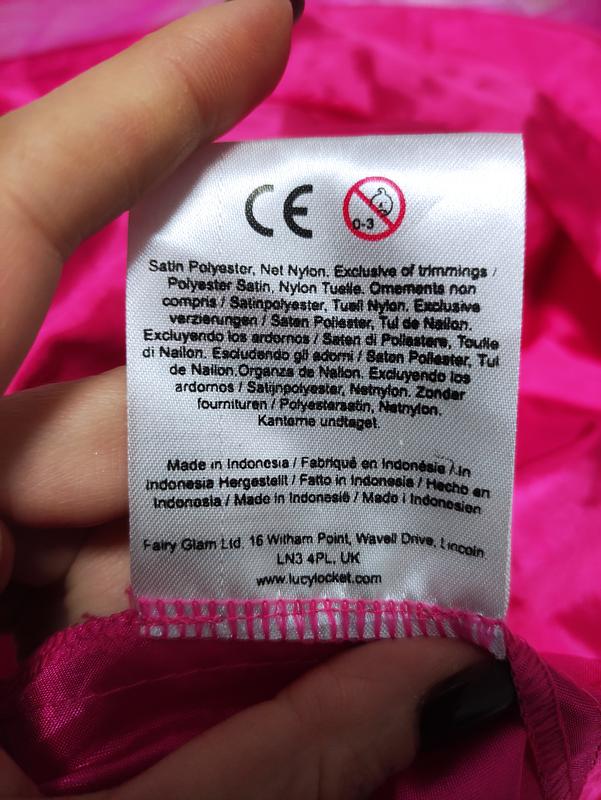 CE
0-3
Satin Polyester, Net Nylon. Exclusive of trimmings /
Polyester Satin, Nylon Tuelle. Ornements non
compris / Satinpolyester, Tuell Nylon. Exclusive
verzierungen / Saten Poliester, Tul de Nailon.
Excluyendo los ardornos / Saten di Poliestere, Toulle
di Nailon. Escludendo gli adorni / Saten Poliester, Tul
de Nailon.Organza de Nailon. Excluyendo los
ardornos / Satijnpolyester, Netnylon. Zonder
fournituren / Polyestersatin, Netnylon.
Kanterne undtaget.
Made in Indonesia / Fabriqué en Indonésie / In
Indonesia Hergestellt / Fatto in Indonesia / Hecho en
Indonesia / Made in Indonesië / Made i Indonesien
Fairy Glam Ltd. 16 Witham Point, Wavell Drive, Lincoln
LN3 4PL, UK
www.lucylocket.com